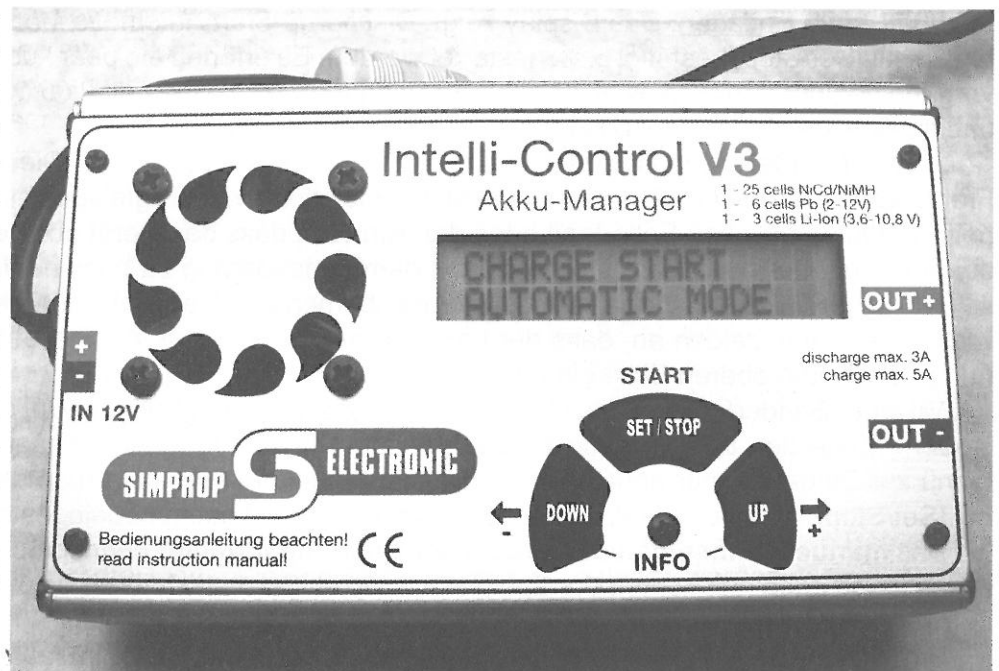 Intelli-Control V3
Akku-Manager
1 - 25 cells NiCd/NiMH
1 - 6 cells Pb (2-12V)
1 - 3 cells Li-Ion (3,6-10,8 V)
CHARGE START
AUTOMATIC MODE
OUT +
discharge max. 3A
charge max. 5A
OUT -
+
-
IN 12V
START
SET / STOP
DOWN
UP
-
+
INFO
SIMPROP S ELECTRONIC
Bedienungsanleitung beachten!
read instruction manual!
CE